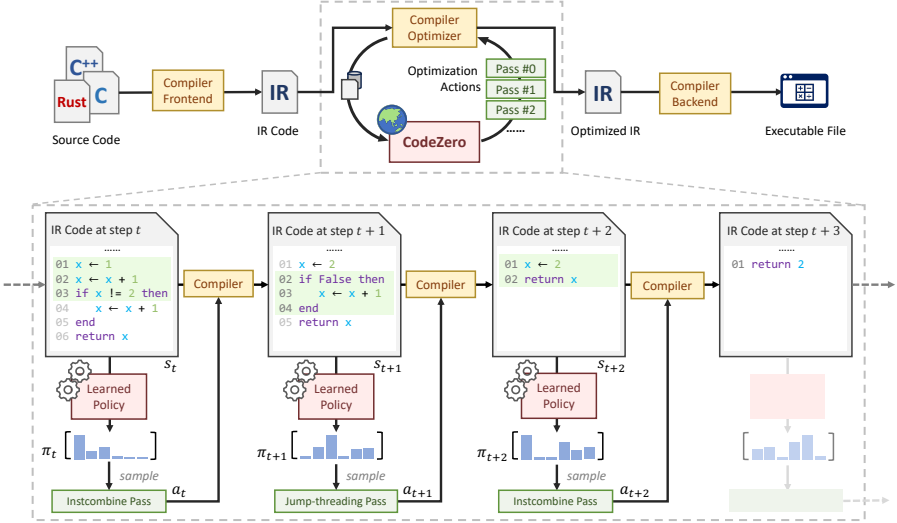 C++
Rust
C
Source Code
Compiler
Frontend
IR
IR Code
Compiler
Optimizer
Optimization
Actions
Pass #0
Pass #1
Pass #2
......
CodeZero
IR
Optimized IR
Compiler
Backend
Executable File
IR Code at step t
......
01 x ← 1
02 x ← x + 1
03 if x != 2 then
04 x ← x + 1
05 end
06 return x
s_t
Compiler
Learned
Policy
π_t
sample
Instcombine Pass
a_t
IR Code at step t + 1
......
01 x ← 2
02 if False then
03 x ← x + 1
04 end
05 return x
s_{t+1}
Compiler
Learned
Policy
π_{t+1}
sample
Jump-threading Pass
a_{t+1}
IR Code at step t + 2
......
01 x ← 2
02 return x
s_{t+2}
Compiler
Learned
Policy
π_{t+2}
sample
Instcombine Pass
a_{t+2}
IR Code at step t + 3
......
01 return 2